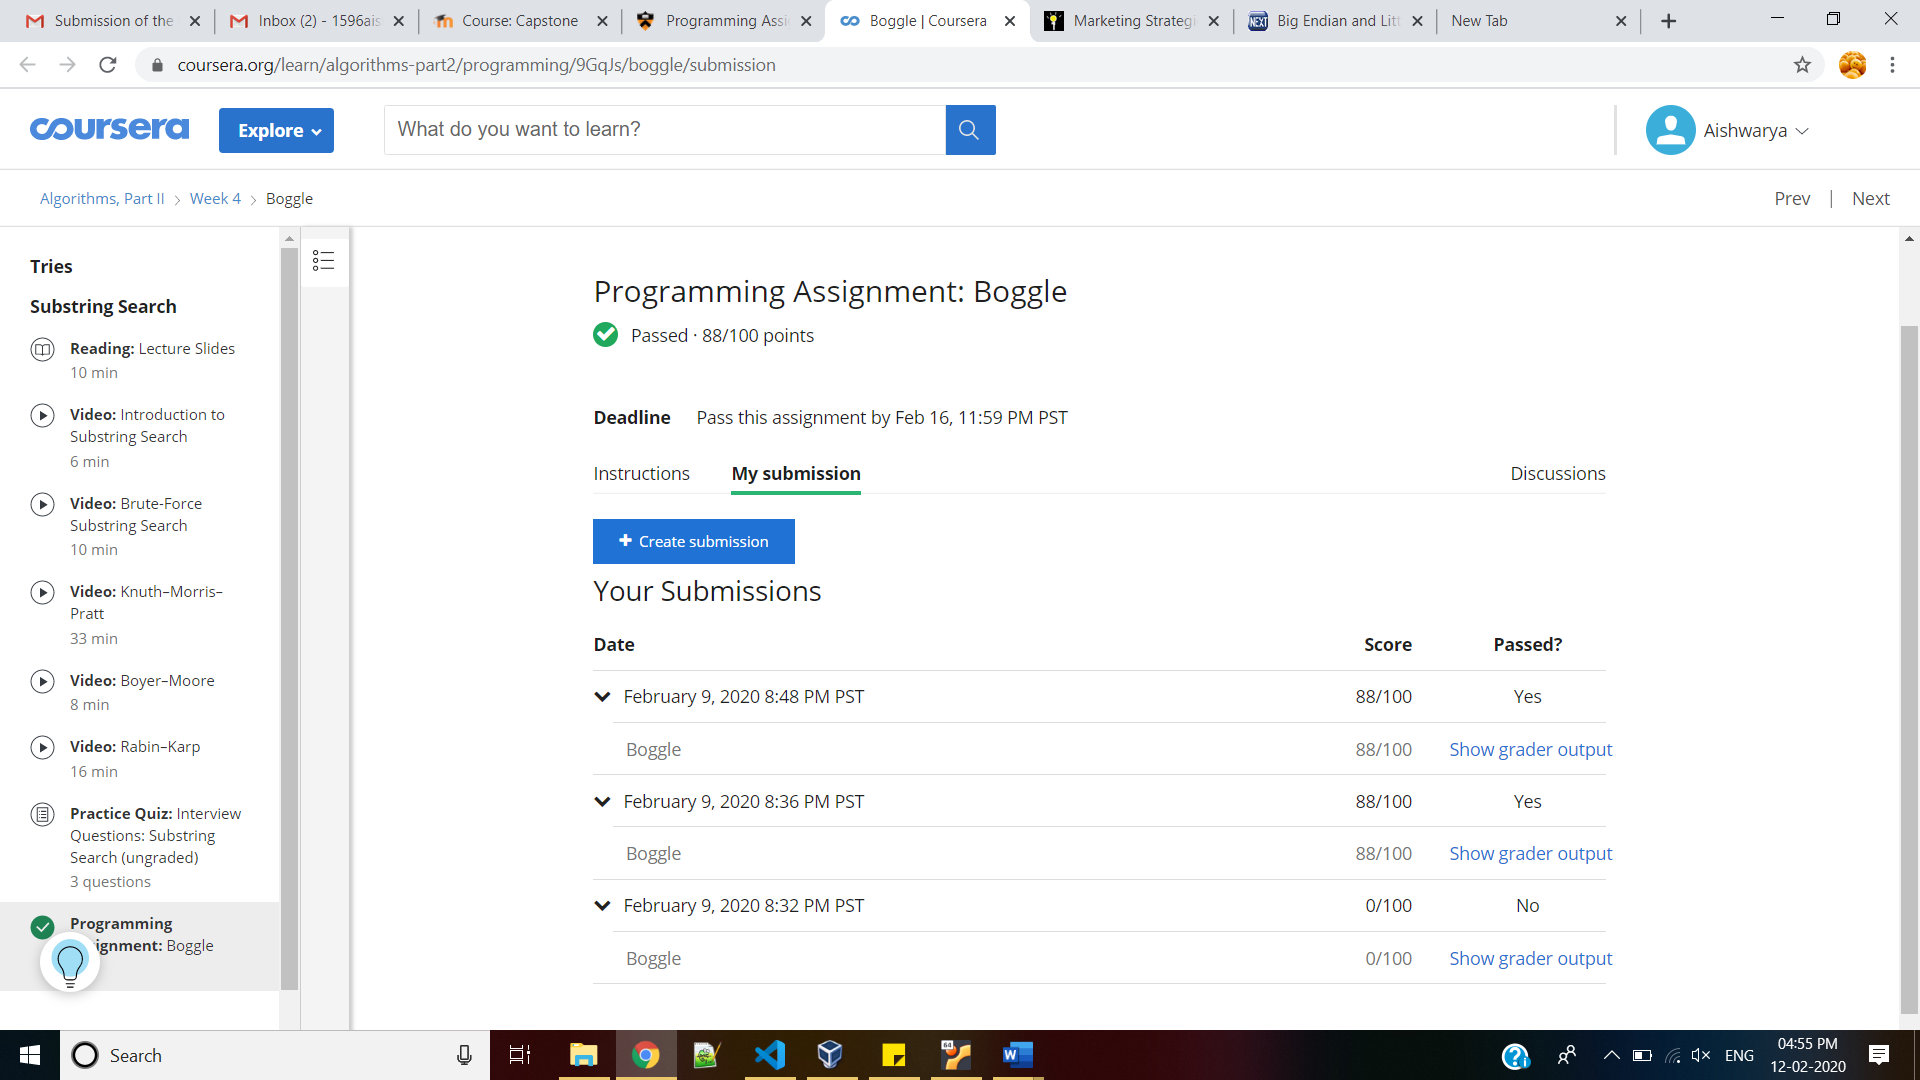 Submission of the
Inbox (2) - 1596ais
Course: Capstone
Programming Assi
Boggle | Coursera
Marketing Strategi
NEXT
Big Endian and Litt
New Tab
coursera.org/learn/algorithms-part2/programming/9GqJs/boggle/submission
coursera
Explore
What do you want to learn?
Aishwarya
Algorithms, Part II
Week 4
Boggle
Prev | Next
Tries
Substring Search
Reading: Lecture Slides
10 min
Video: Introduction to
Substring Search
6 min
Video: Brute-Force
Substring Search
10 min
Video: Knuth–Morris–
Pratt
33 min
Video: Boyer–Moore
8 min
Video: Rabin–Karp
16 min
Practice Quiz: Interview
Questions: Substring
Search (ungraded)
3 questions
Programming
ignment: Boggle
Programming Assignment: Boggle
Passed · 88/100 points
Deadline Pass this assignment by Feb 16, 11:59 PM PST
Instructions
My submission
Discussions
+ Create submission
Your Submissions
Date Score Passed?
February 9, 2020 8:48 PM PST 88/100 Yes
Boggle 88/100 Show grader output
February 9, 2020 8:36 PM PST 88/100 Yes
Boggle 88/100 Show grader output
February 9, 2020 8:32 PM PST 0/100 No
Boggle 0/100 Show grader output
Search
64
W
ENG
04:55 PM
12-02-2020